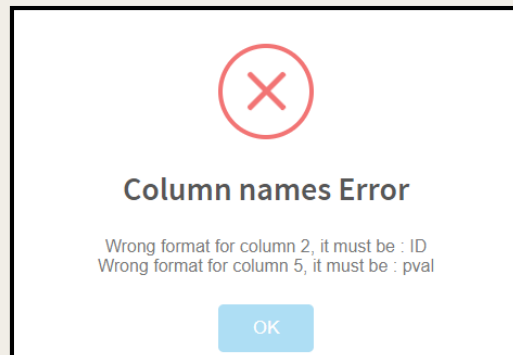 Column names Error
Wrong format for column 2, it must be : ID
Wrong format for column 5, it must be : pval
OK